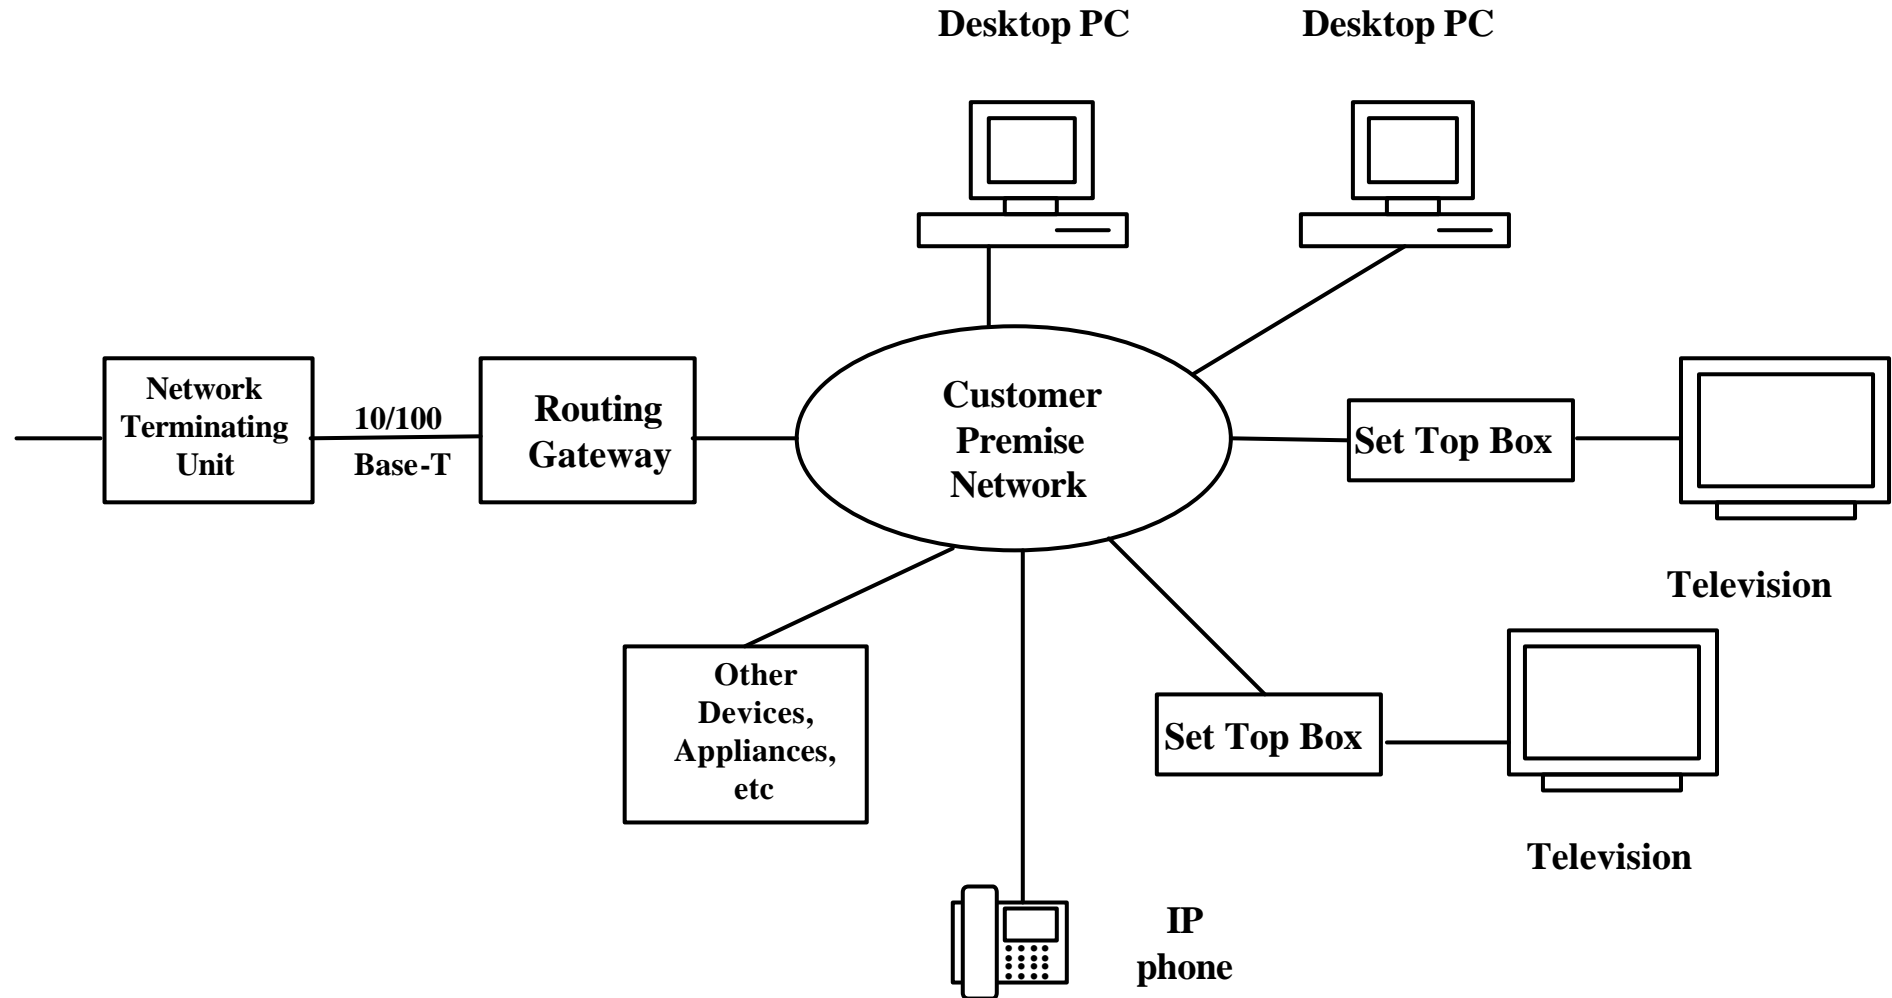 Desktop PC
Desktop PC
Network
Terminating
Unit
10/100
Base-T
Routing
Gateway
Customer
Premise
Network
Set Top Box
Television
Other
Devices,
Appliances,
etc
Set Top Box
Television
IP
phone